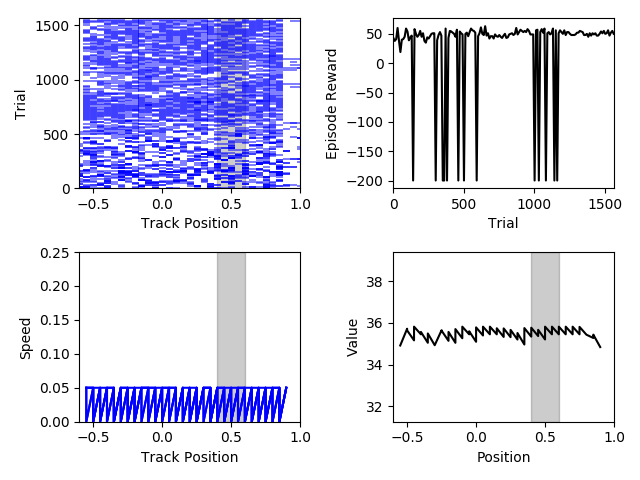 1500
1000
500
0
Trial
−0.5 0.0 0.5 1.0
Track Position
50
0
−50
−100
−150
−200
Episode Reward
0 500 1000 1500
Trial
0.25
0.20
0.15
0.10
0.05
0.00
Speed
−0.5 0.0 0.5 1.0
Track Position
38
36
34
32
Value
−0.5 0.0 0.5 1.0
Position